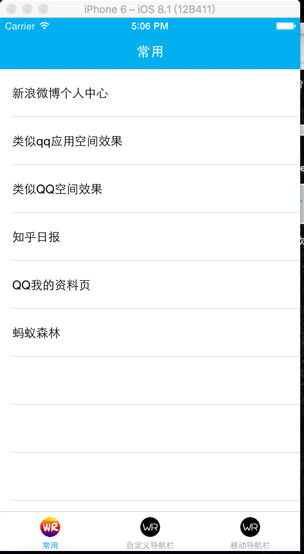 iPhone 6 – iOS 8.1 (12B411)
Carrier 5:06 PM
常用
新浪微博个人中心
类似qq应用空间效果
类似QQ空间效果
知乎日报
QQ我的资料页
蚂蚁森林
WR WR WR
常用 自定义导航栏 移动导航栏